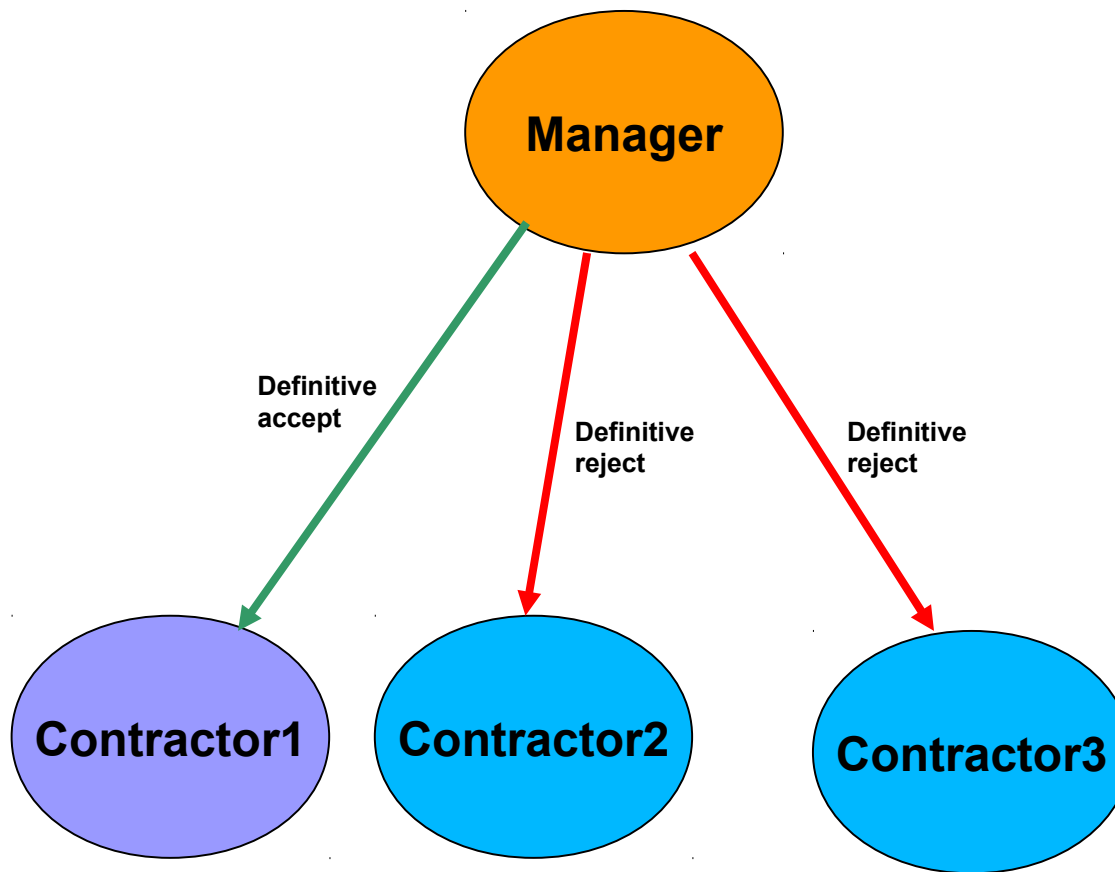 Manager
Definitive
accept
Definitive
reject
Definitive
reject
Contractor1
Contractor2
Contractor3